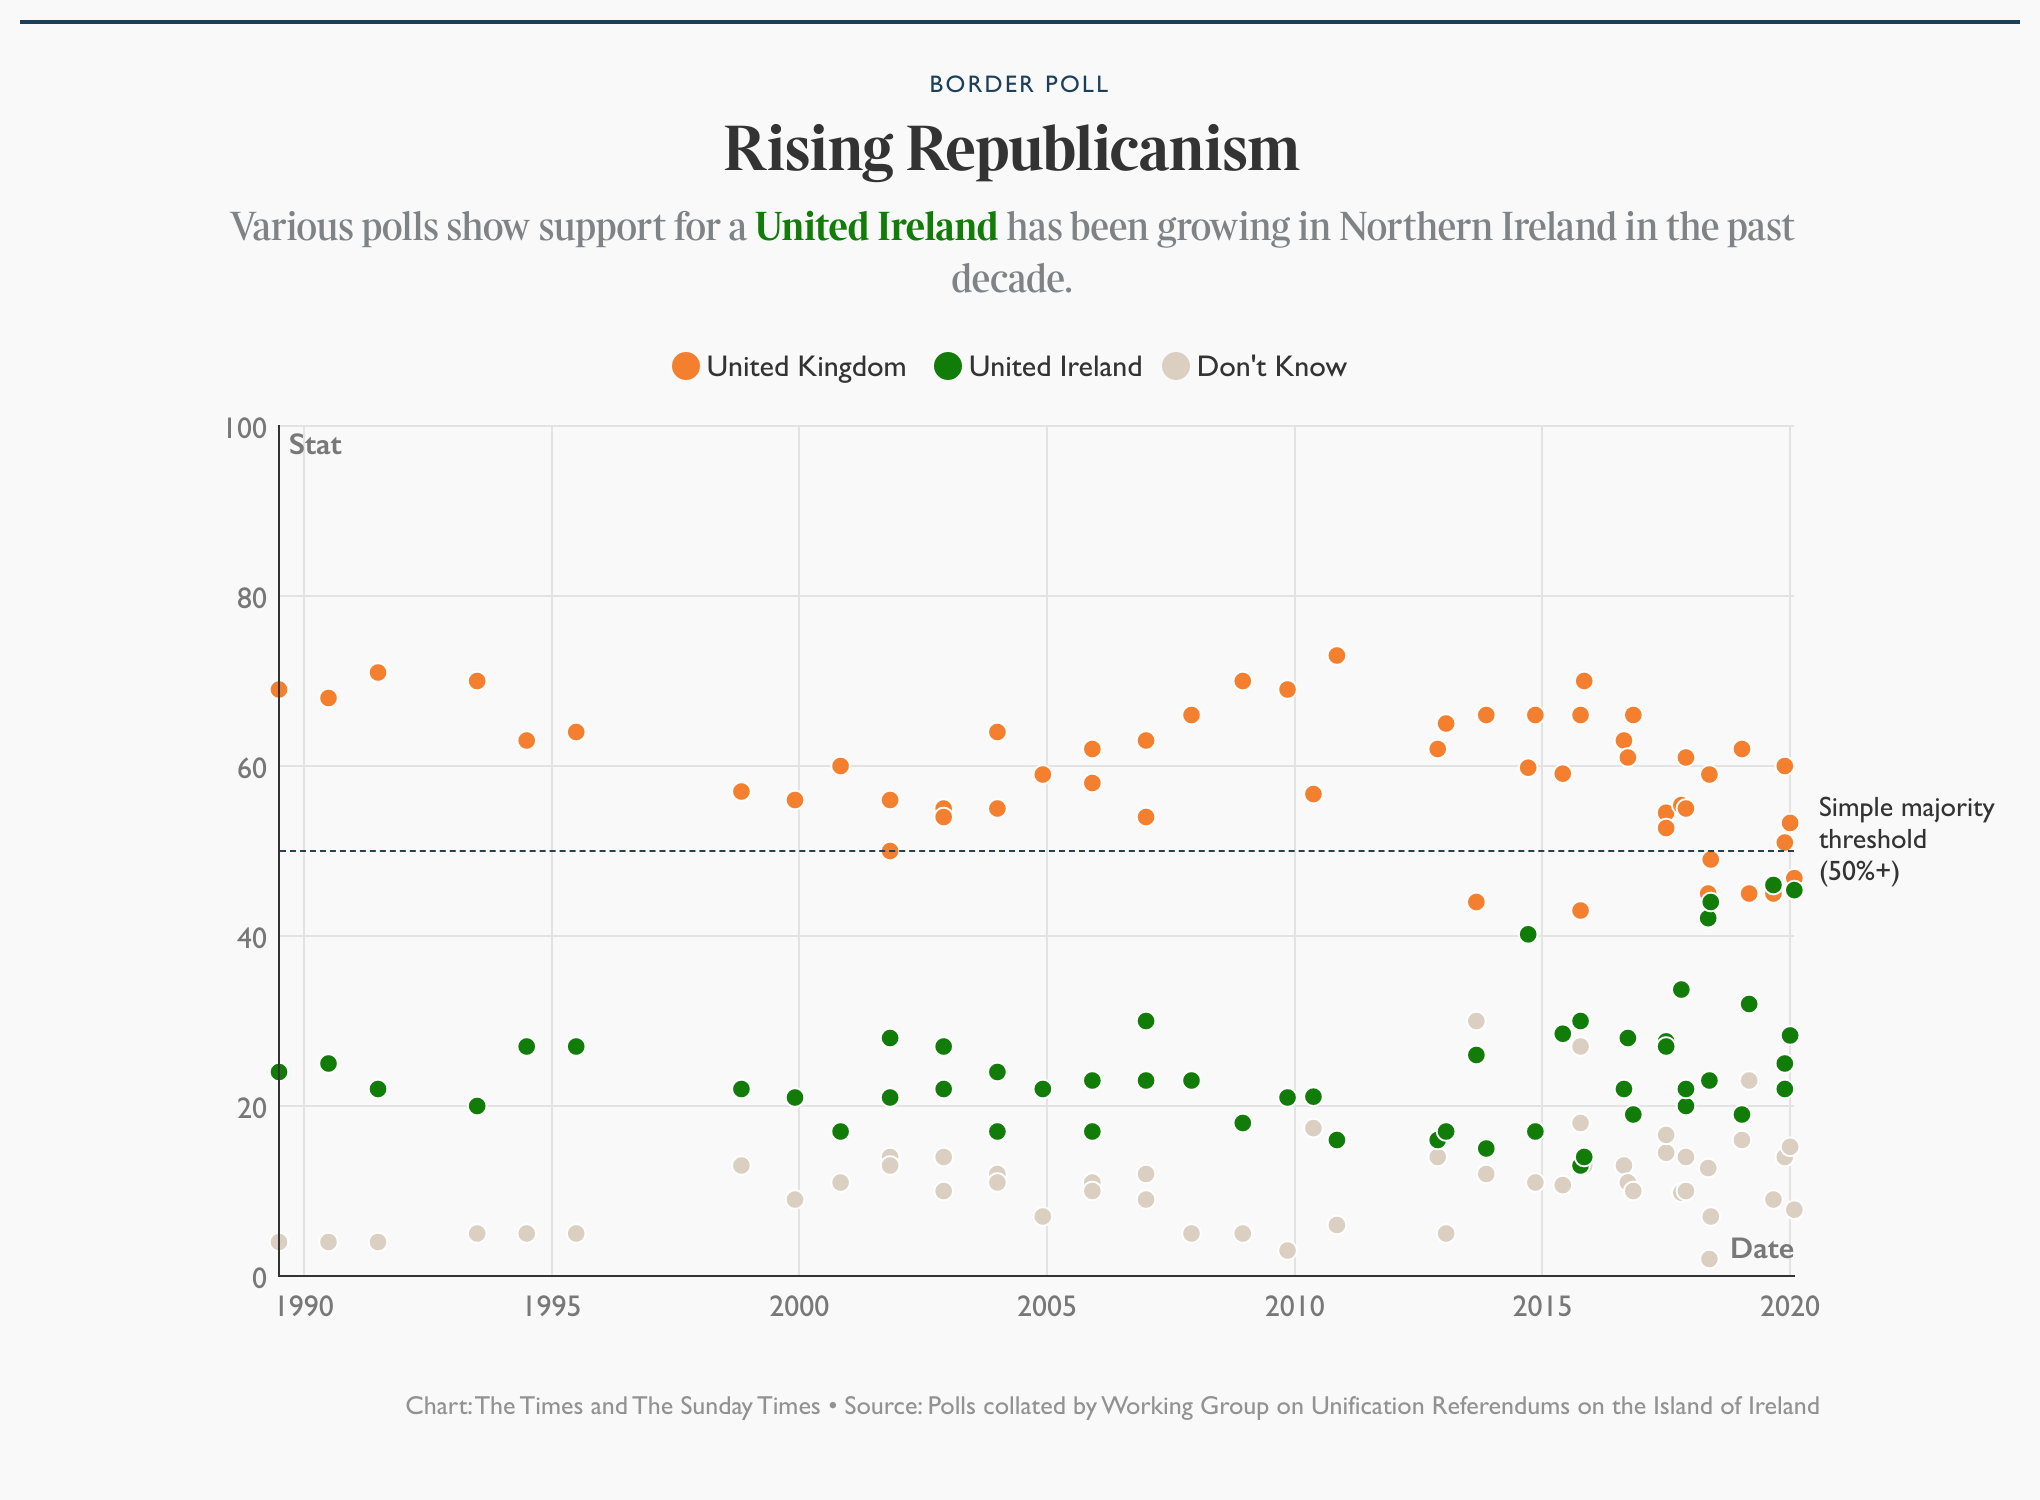 BORDER POLL
Rising Republicanism
Various polls show support for a United Ireland has been growing in Northern Ireland in the past
decade.
United Kingdom United Ireland Don't Know
100
Stat
80
60
Simple majority
threshold
(50%+)
40
20
Date
0
1990 1995 2000 2005 2010 2015 2020
Chart: The Times and The Sunday Times • Source: Polls collated by Working Group on Unification Referendums on the Island of Ireland